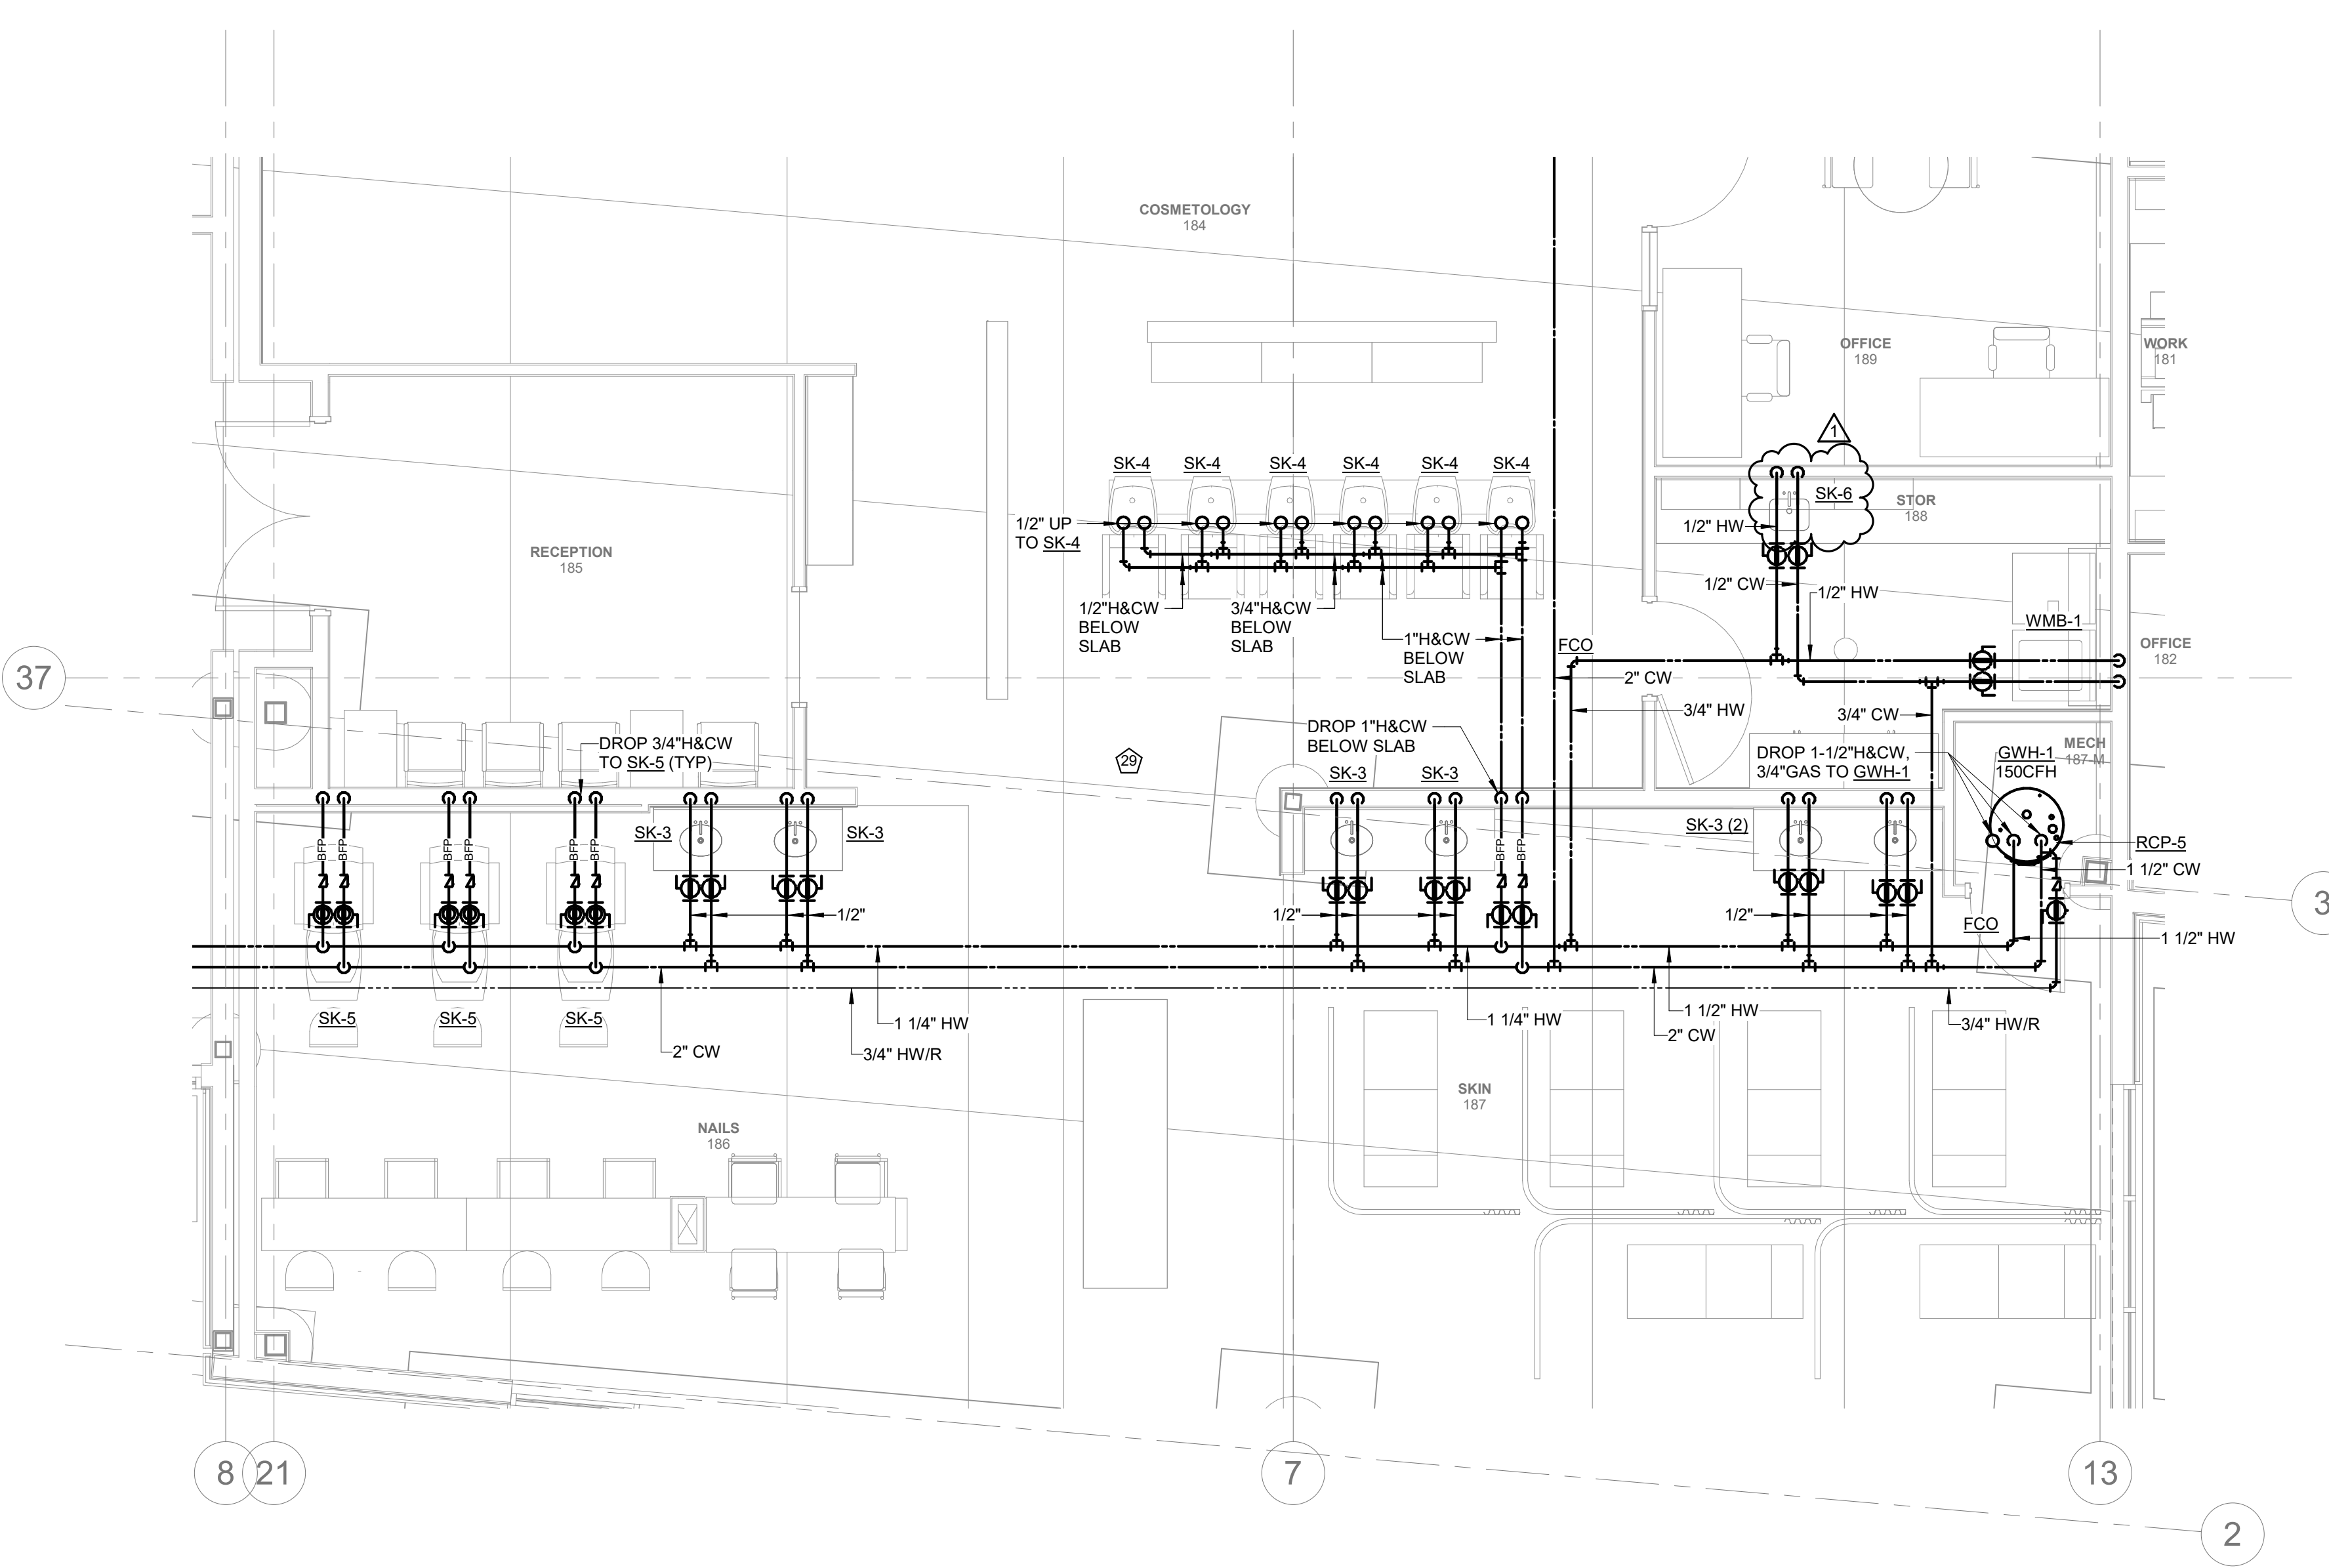 COSMETOLOGY
184
OFFICE
189
WORK
181
1
SK-4
SK-4
SK-4
SK-4
SK-4
SK-4
SK-6
STOR
188
1/2" UP
TO SK-4
1/2" HW
RECEPTION
185
1/2" CW
1/2" HW
1/2"H&CW
BELOW
SLAB
3/4"H&CW
BELOW
SLAB
1"H&CW
BELOW
SLAB
WMB-1
OFFICE
182
FCO
37
2" CW
3/4" HW
3/4" CW
DROP 1"H&CW
BELOW SLAB
DROP 3/4"H&CW
TO SK-5 (TYP)
29
DROP 1-1/2"H&CW,
3/4"GAS TO GWH-1
GWH-1
150CFH
MECH
187-M
SK-3
SK-3
SK-3
SK-3
SK-3 (2)
BFP
BFP
BFP
BFP
BFP
BFP
BFP
BFP
RCP-5
1 1/2" CW
3
1/2"
1/2"
1/2"
FCO
1 1/2" HW
SK-5
SK-5
SK-5
1 1/4" HW
2" CW
3/4" HW/R
1 1/4" HW
1 1/2" HW
2" CW
3/4" HW/R
SKIN
187
NAILS
186
8
21
7
13
2